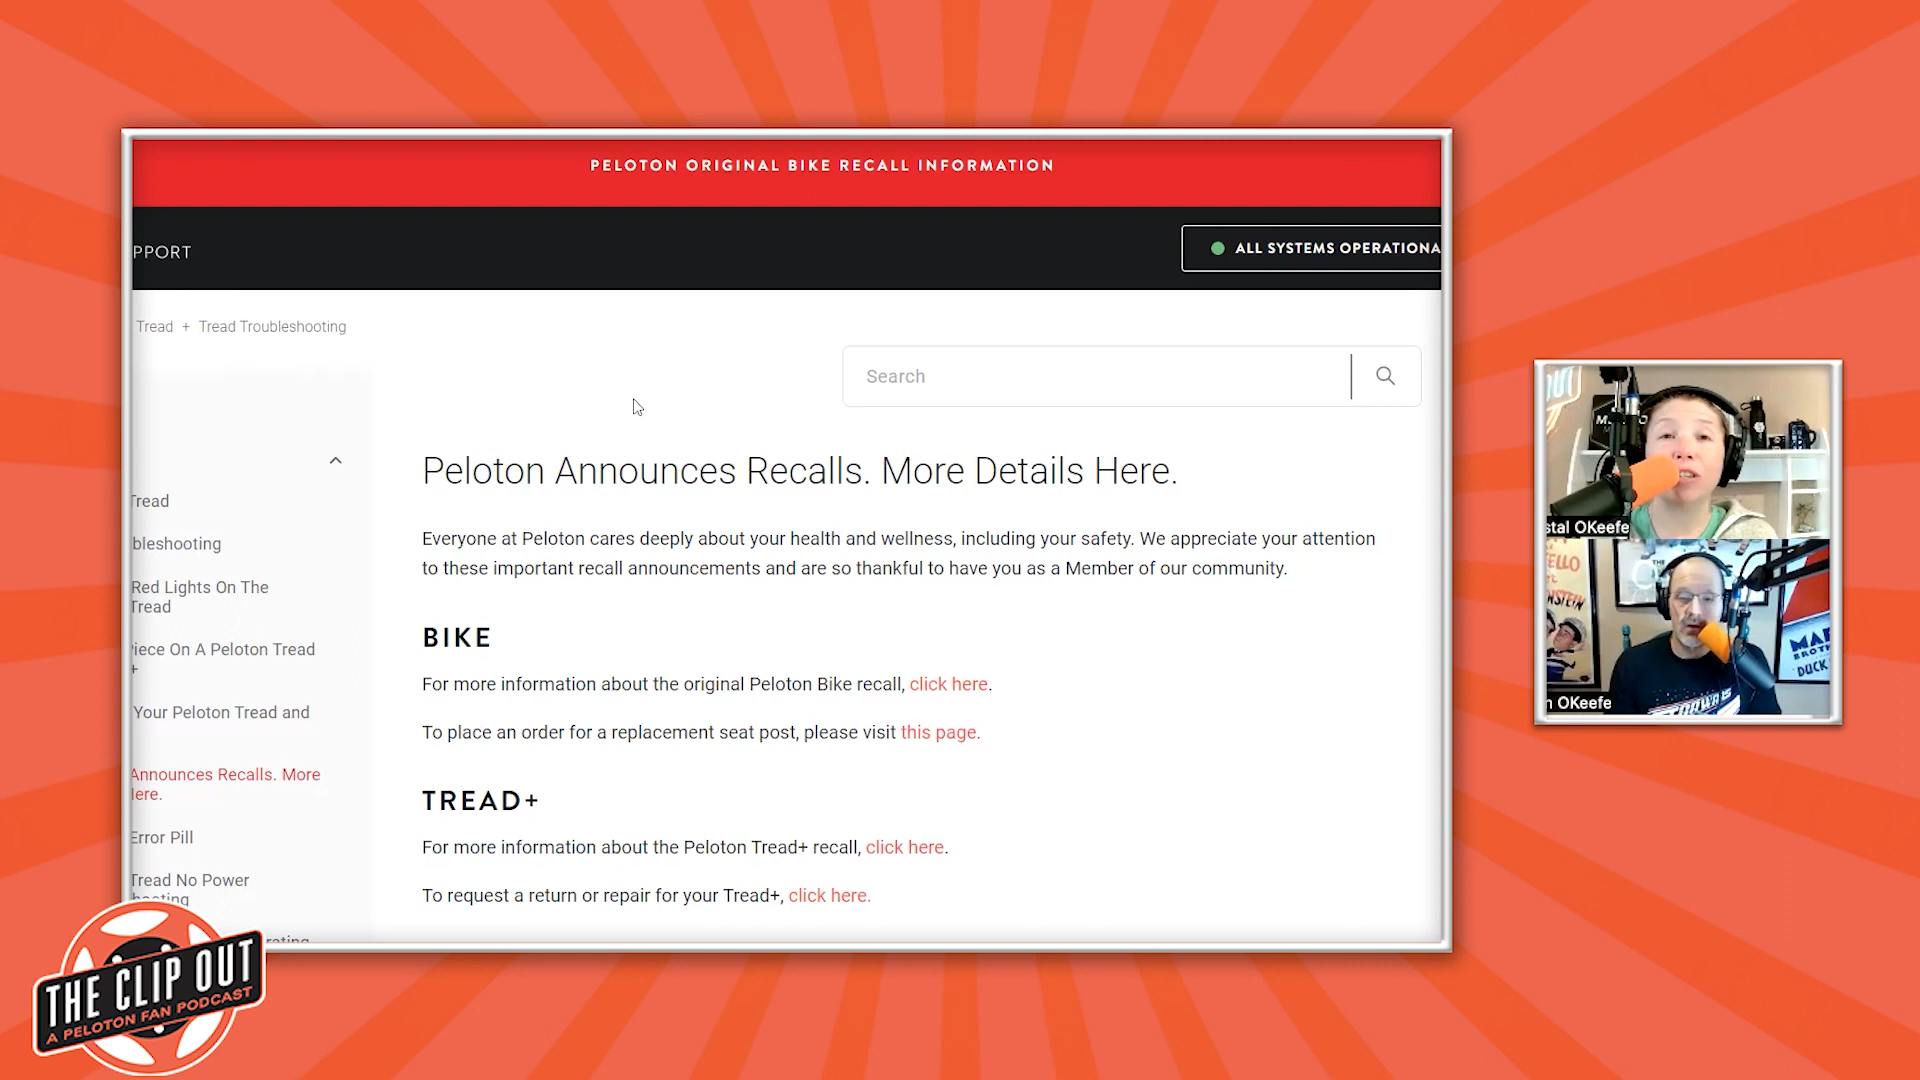 PELOTON ORIGINAL BIKE RECALL INFORMATION
PPORT
ALL SYSTEMS OPERATIONA
Tread + Tread Troubleshooting
Search
Tread
bleshooting
Red Lights On The
Tread
iece On A Peloton Tread
+
Your Peloton Tread and
Announces Recalls. More
Here.
Error Pill
Tread No Power
hooting
rating
Peloton Announces Recalls. More Details Here.
Everyone at Peloton cares deeply about your health and wellness, including your safety. We appreciate your attention
to these important recall announcements and are so thankful to have you as a Member of our community.
BIKE
For more information about the original Peloton Bike recall, click here.
To place an order for a replacement seat post, please visit this page.
TREAD+
For more information about the Peloton Tread+ recall, click here.
To request a return or repair for your Tread+, click here.
stal OKeefe
n OKeefe
MAR
BROTH
DUCK
THE CLIP OUT
A PELOTON FAN PODCAST